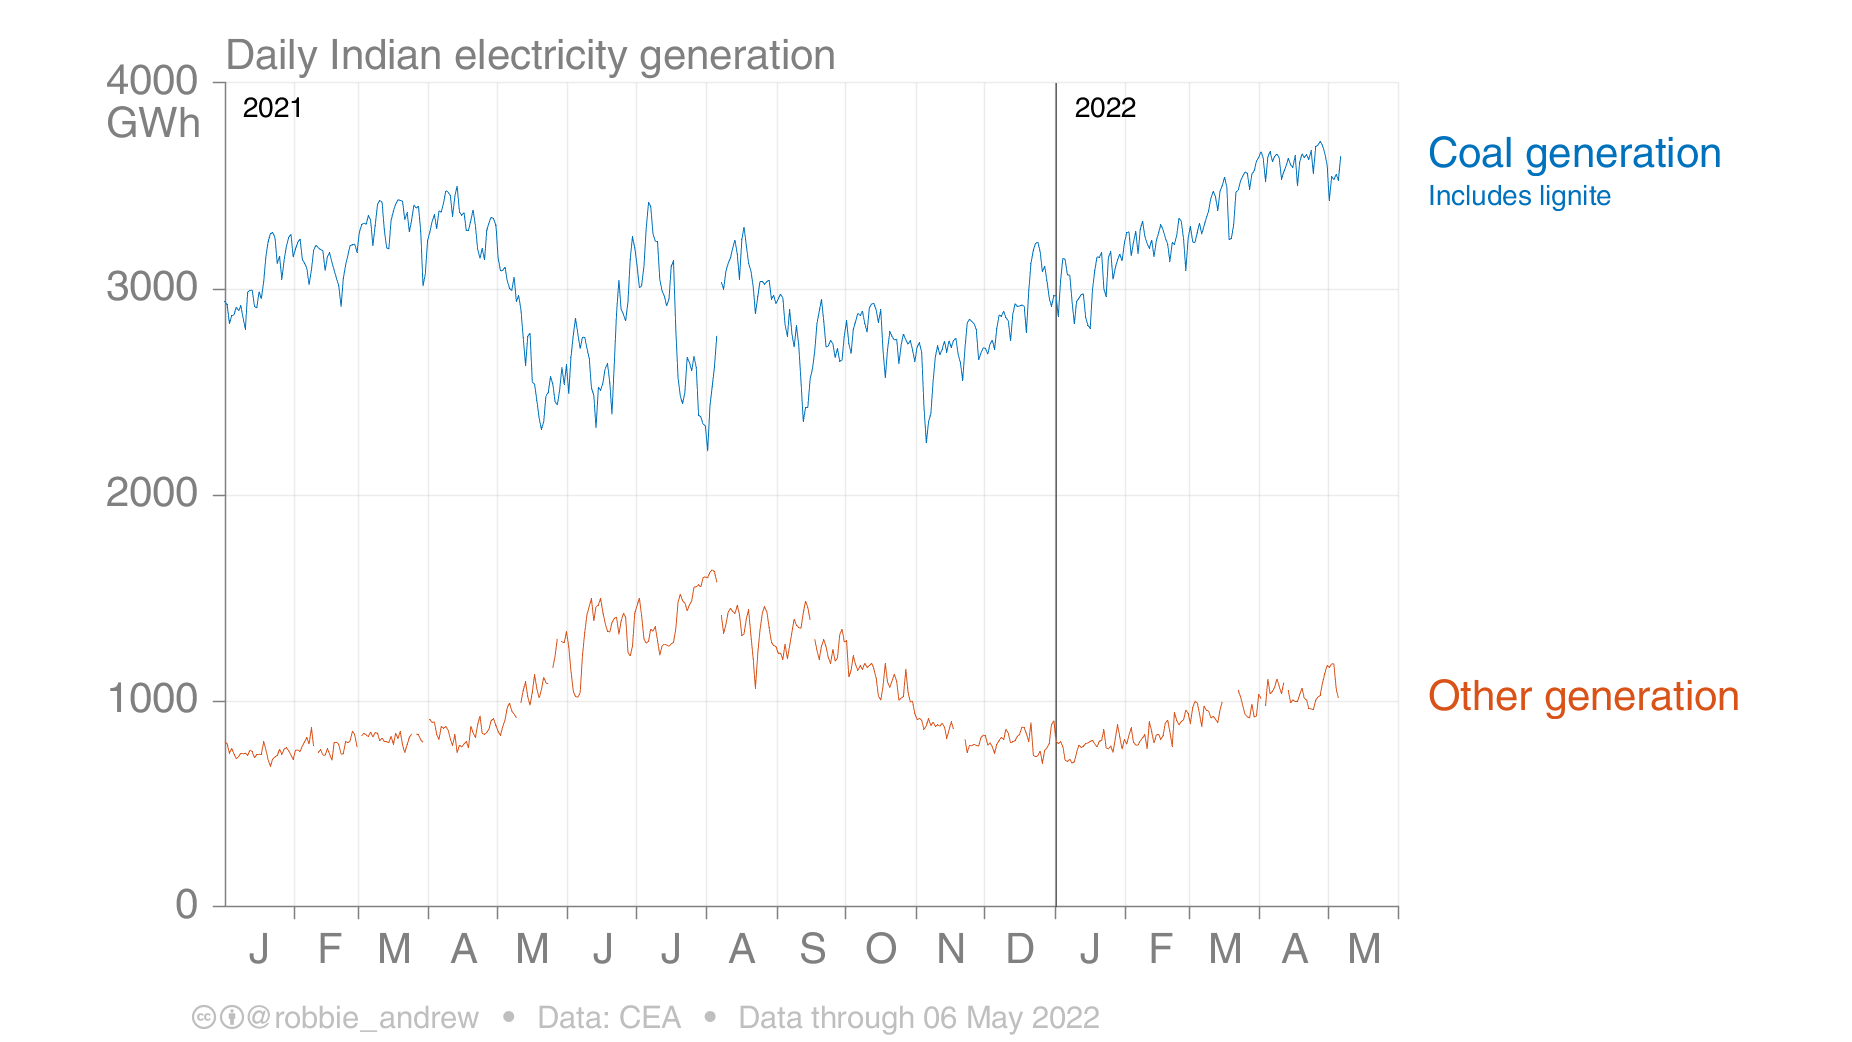 Daily Indian electricity generation
4000
GWh
2021
2022
Coal generation
Includes lignite
3000
2000
1000
Other generation
0
J F M A M J J A S O N D J F M A M
cc @robbie_andrew • Data: CEA • Data through 06 May 2022